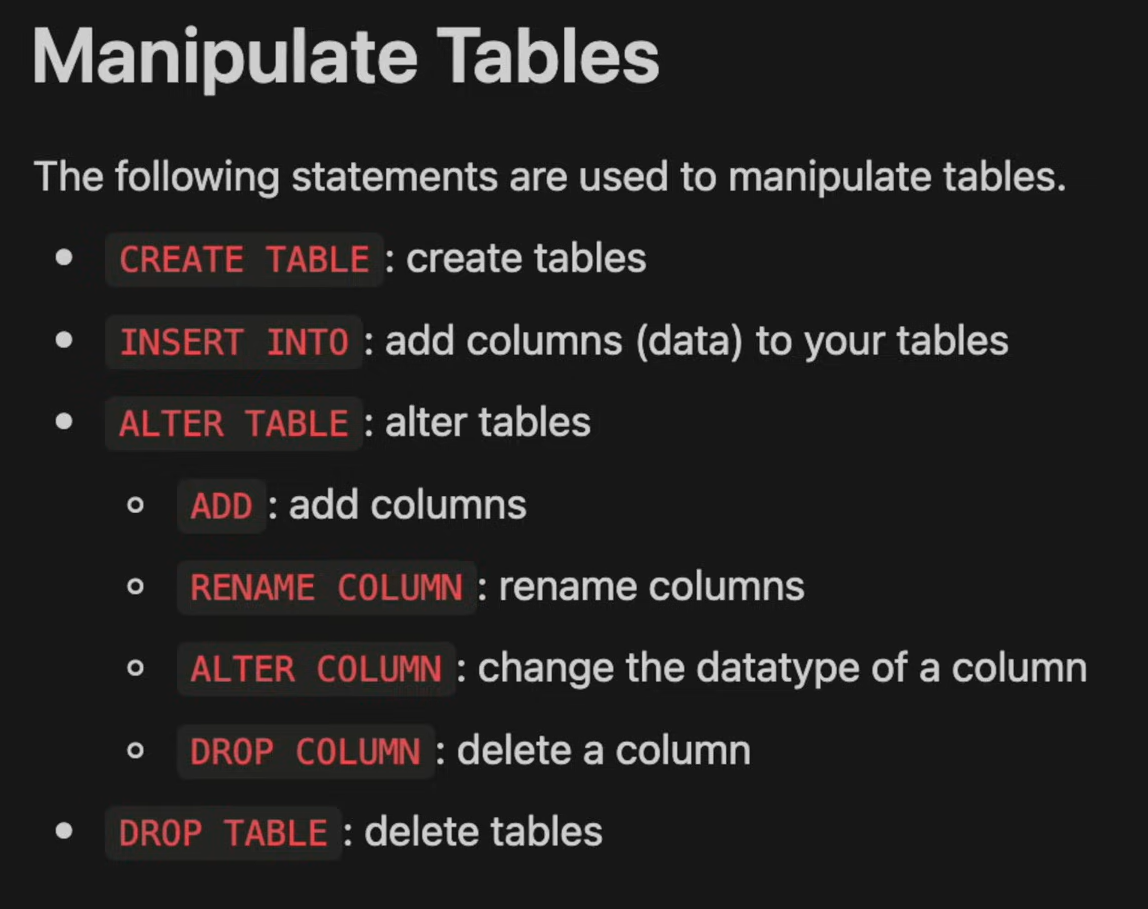 Manipulate Tables
The following statements are used to manipulate tables.
CREATE TABLE : create tables
INSERT INTO : add columns (data) to your tables
ALTER TABLE : alter tables
ADD : add columns
RENAME COLUMN : rename columns
ALTER COLUMN : change the datatype of a column
DROP COLUMN : delete a column
DROP TABLE : delete tables